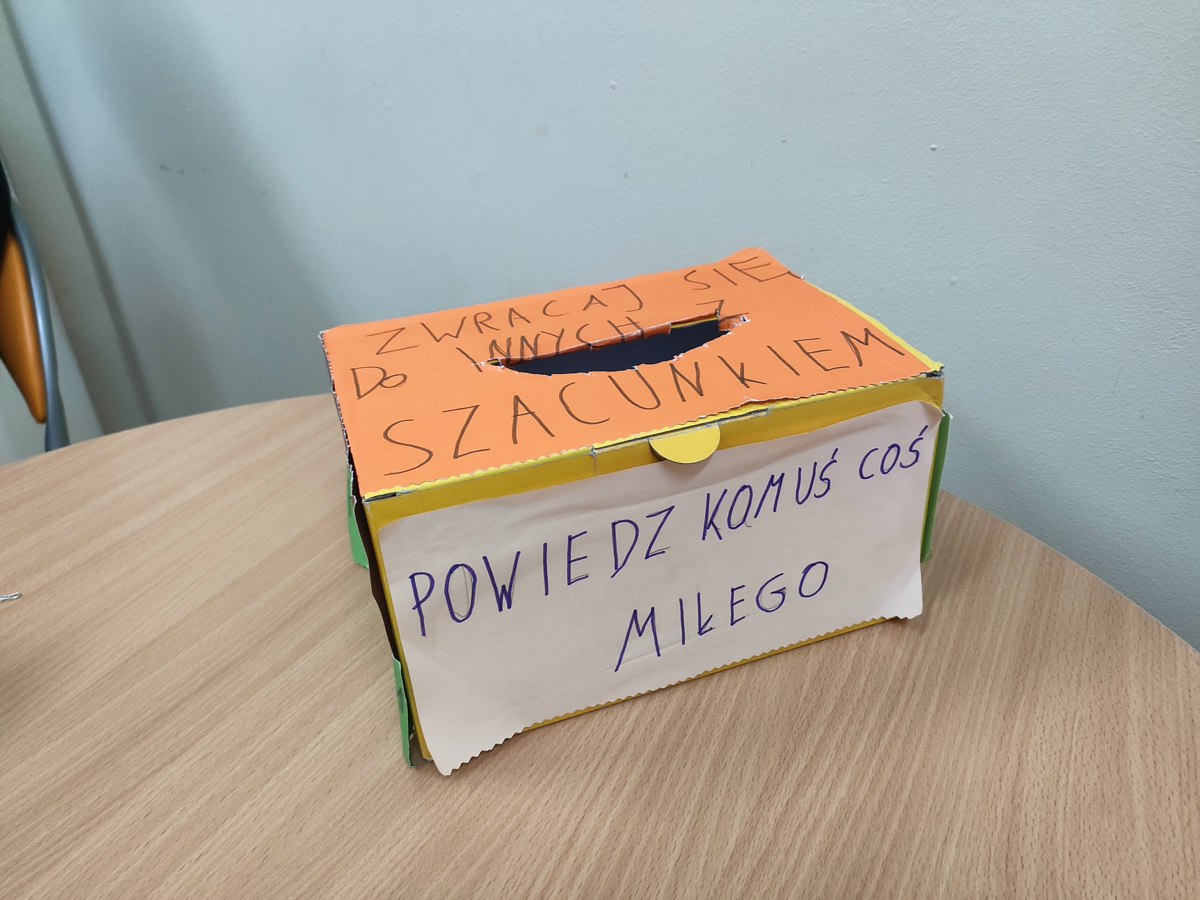 ZWRACAJ SIĘ
DO INNYCH Z
SZACUNKIEM
POWIEDZ KOMUŚ COŚ
MIŁEGO